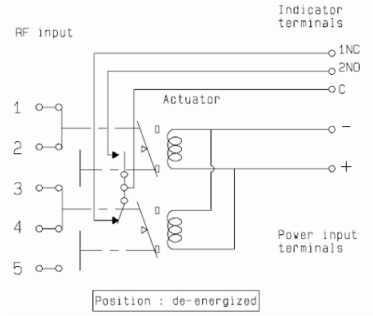 Indicator
terminals
RF input
1NC
2NO
C
Actuator
1
−
2
+
3
4
Power input
terminals
5
Position : de-energized